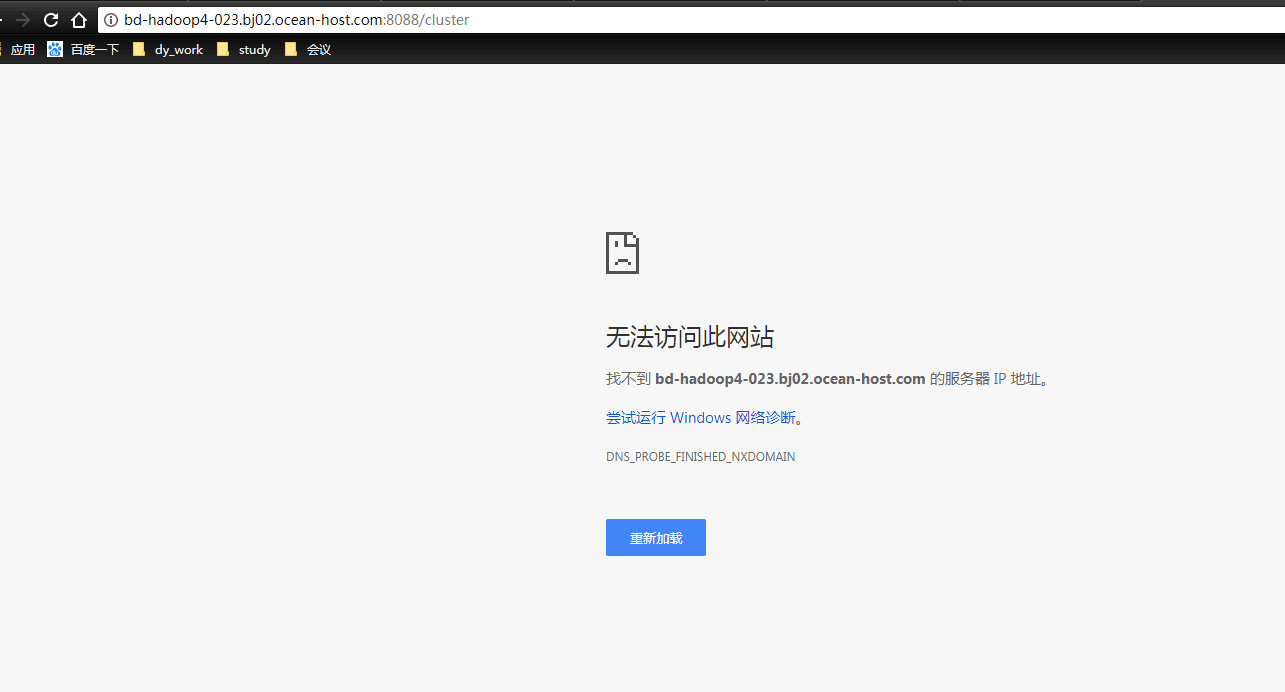 bd-hadoop4-023.bj02.ocean-host.com:8088/cluster
应用 百度一下 dy_work study 会议
无法访问此网站
找不到 bd-hadoop4-023.bj02.ocean-host.com 的服务器 IP 地址。
尝试运行 Windows 网络诊断。
DNS_PROBE_FINISHED_NXDOMAIN
重新加载